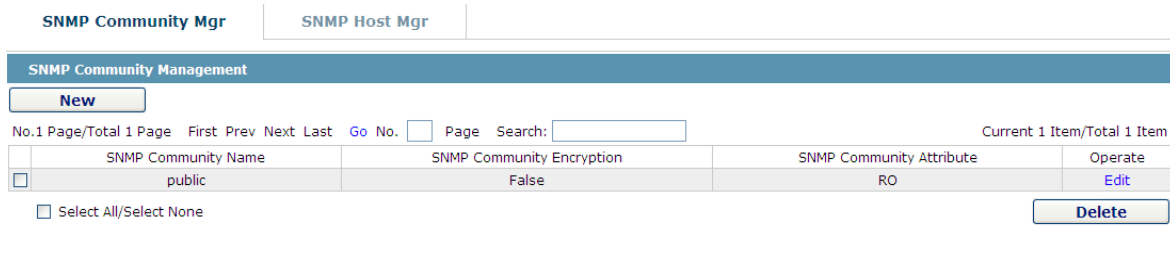 SNMP Community Mgr SNMP Host Mgr
SNMP Community Management
New
No.1 Page/Total 1 Page First Prev Next Last Go No. Page Search: Current 1 Item/Total 1 Item
SNMP Community Name SNMP Community Encryption SNMP Community Attribute Operate
public False RO Edit
Select All/Select None Delete